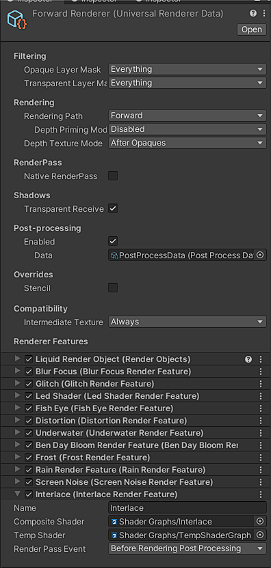 Forward Renderer (Universal Renderer Data)
Open
Filtering
Opaque Layer Mask Everything
Transparent Layer Ma Everything
Rendering
Rendering Path Forward
Depth Priming Mod Disabled
Depth Texture Mode After Opaques
RenderPass
Native RenderPass
Shadows
Transparent Receive
Post-processing
Enabled
Data PostProcessData (Post Process Da
Overrides
Stencil
Compatibility
Intermediate Texture Always
Renderer Features
Liquid Render Object (Render Objects)
Blur Focus (Blur Focus Render Feature)
Glitch (Glitch Render Feature)
Led Shader (Led Shader Render Feature)
Fish Eye (Fish Eye Render Feature)
Distortion (Distortion Render Feature)
Underwater (Underwater Render Feature)
Ben Day Bloom Render Feature (Ben Day Bloom Rer
Frost (Frost Render Feature)
Rain Render Feature (Rain Render Feature)
Screen Noise (Screen Noise Render Feature)
Interlace (Interlace Render Feature)
Name Interlace
Composite Shader Shader Graphs/Interlace
Temp Shader Shader Graphs/TempShaderGraph
Render Pass Event Before Rendering Post Processing